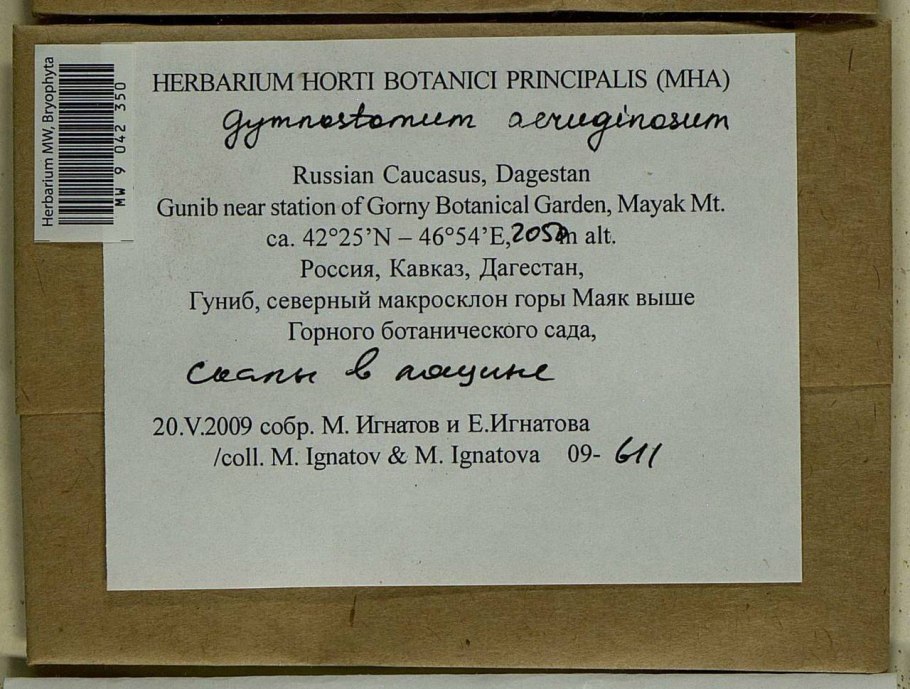 Herbarium MW, Bryophyta
MW 9 042 350
HERBARIUM HORTI BOTANICI PRINCIPALIS (MHA)
Gymnostomum aeruginosum
Russian Caucasus, Dagestan
Gunib near station of Gorny Botanical Garden, Mayak Mt.
ca. 42°25’N – 46°54’E, 2050m alt.
Россия, Кавказ, Дагестан,
Гуниб, северный макросклон горы Маяк выше
Горного ботанического сада,
скалы в лощине
20.V.2009 собр. М. Игнатов и Е.Игнатова
/coll. M. Ignatov & M. Ignatova 09- 611